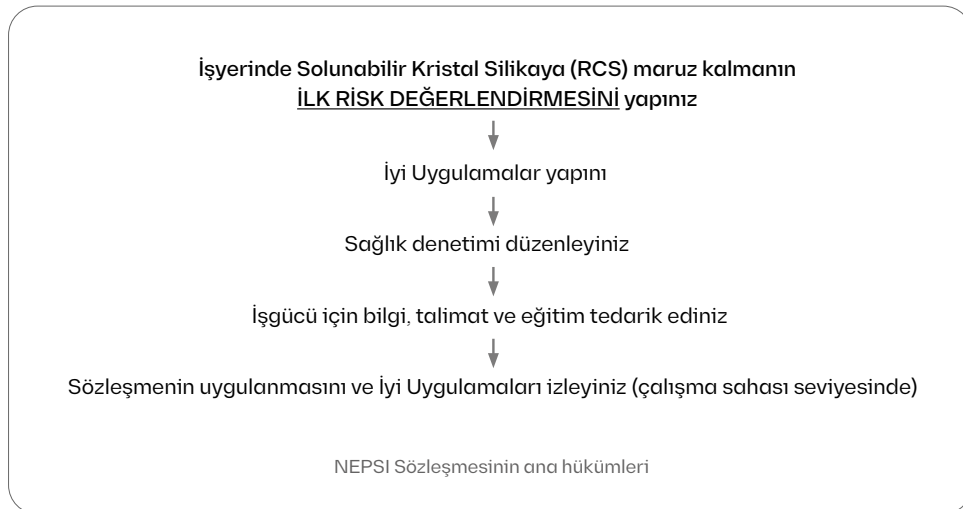 İşyerinde Solunabilir Kristal Silikaya (RCS) maruz kalmanın
İLK RİSK DEĞERLENDİRMESİNİ yapınız
İyi Uygulamalar yapını
Sağlık denetimi düzenleyiniz
İşgücü için bilgi, talimat ve eğitim tedarik ediniz
Sözleşmenin uygulanmasını ve İyi Uygulamaları izleyiniz (çalışma sahası seviyesinde)
NEPSI Sözleşmesinin ana hükümleri